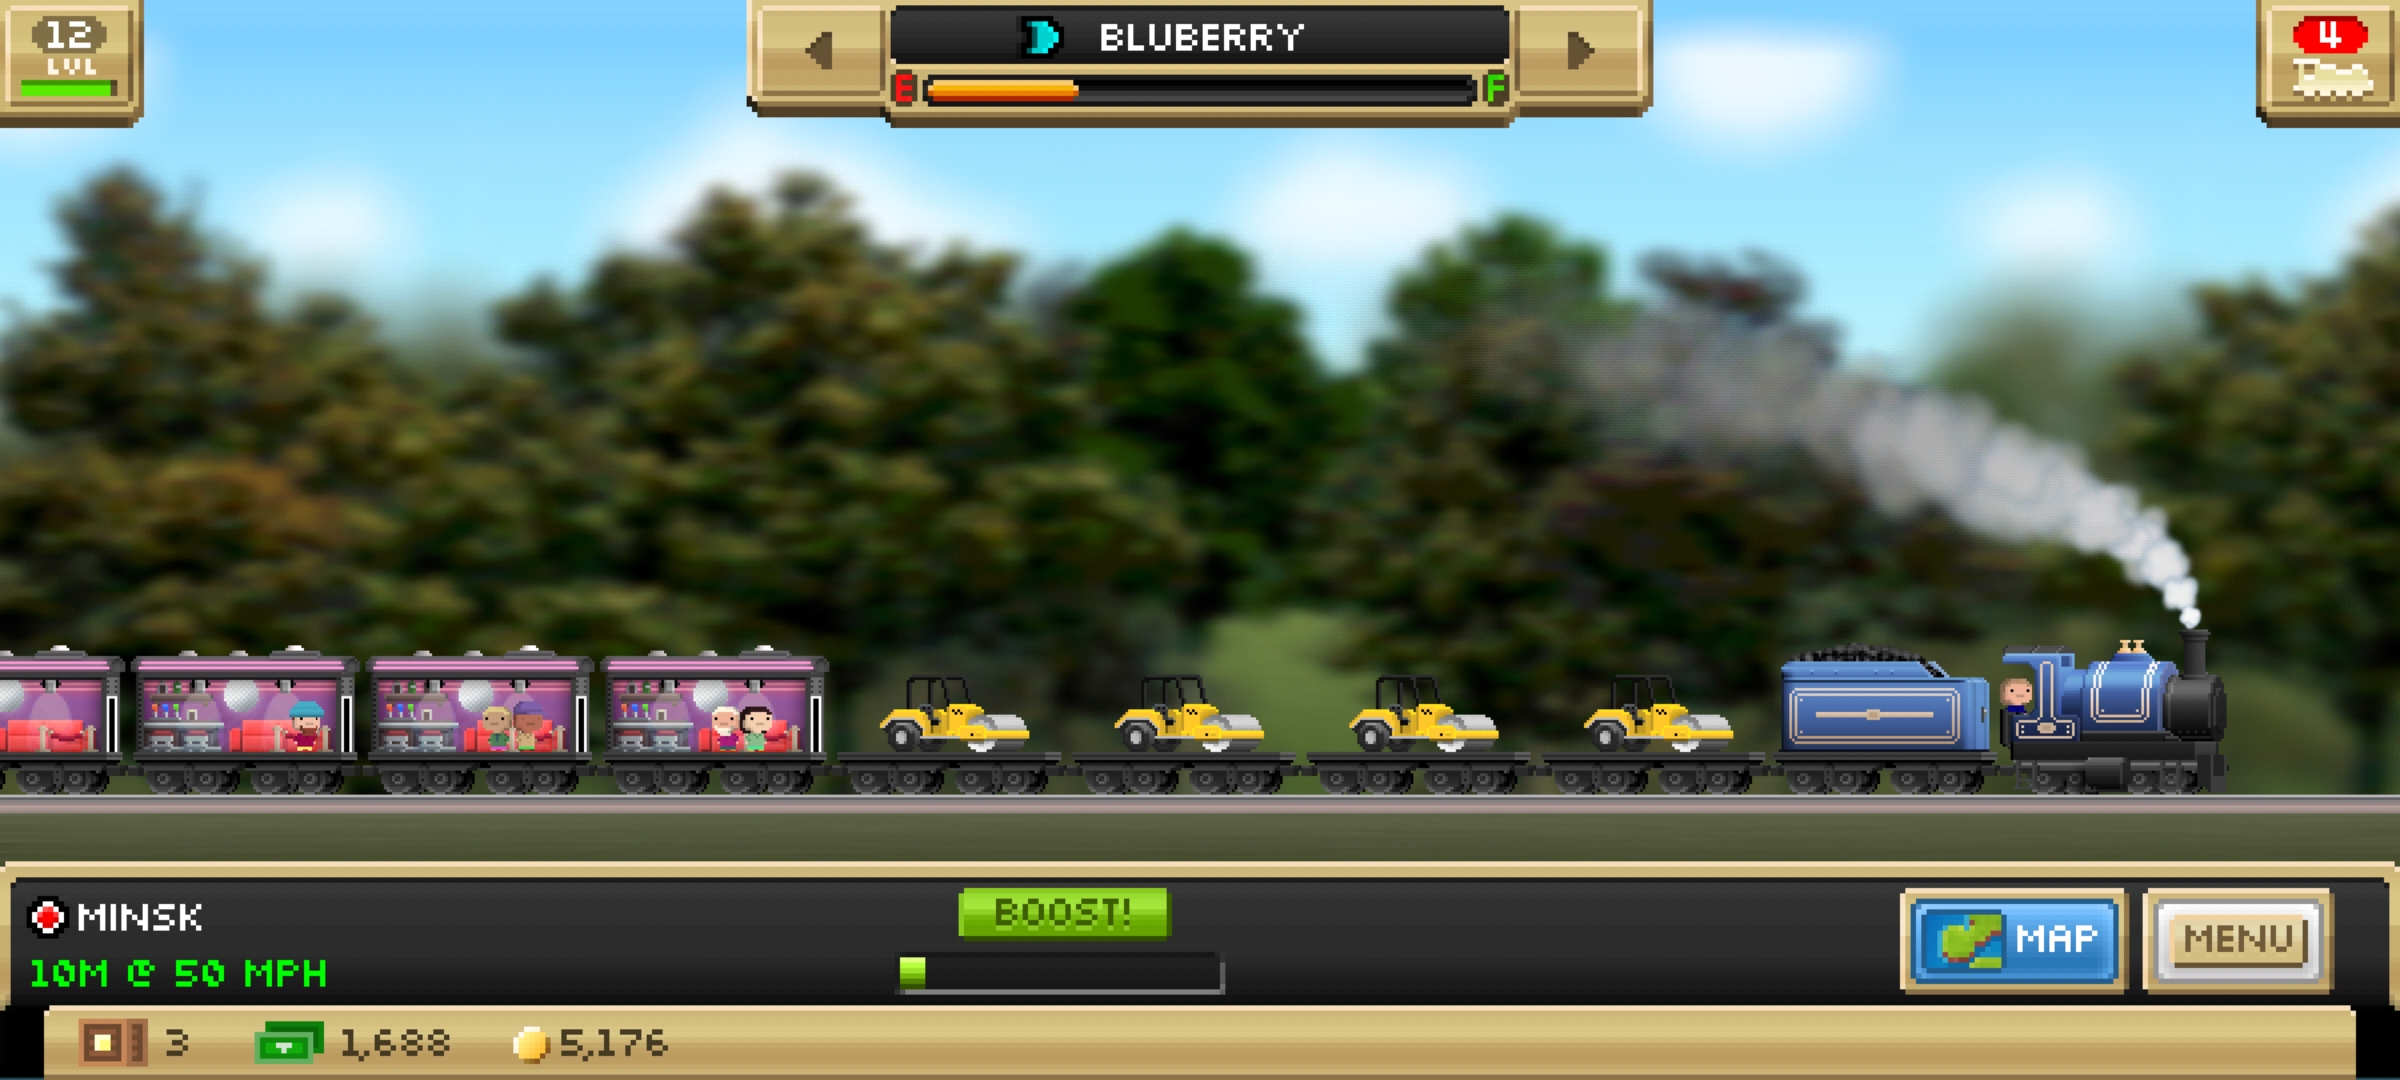 12
LVL
BLUBERRY
E F
4
MINSK
10M @ 50 MPH
BOOST!
MAP
MENU
3 1,688 5,176